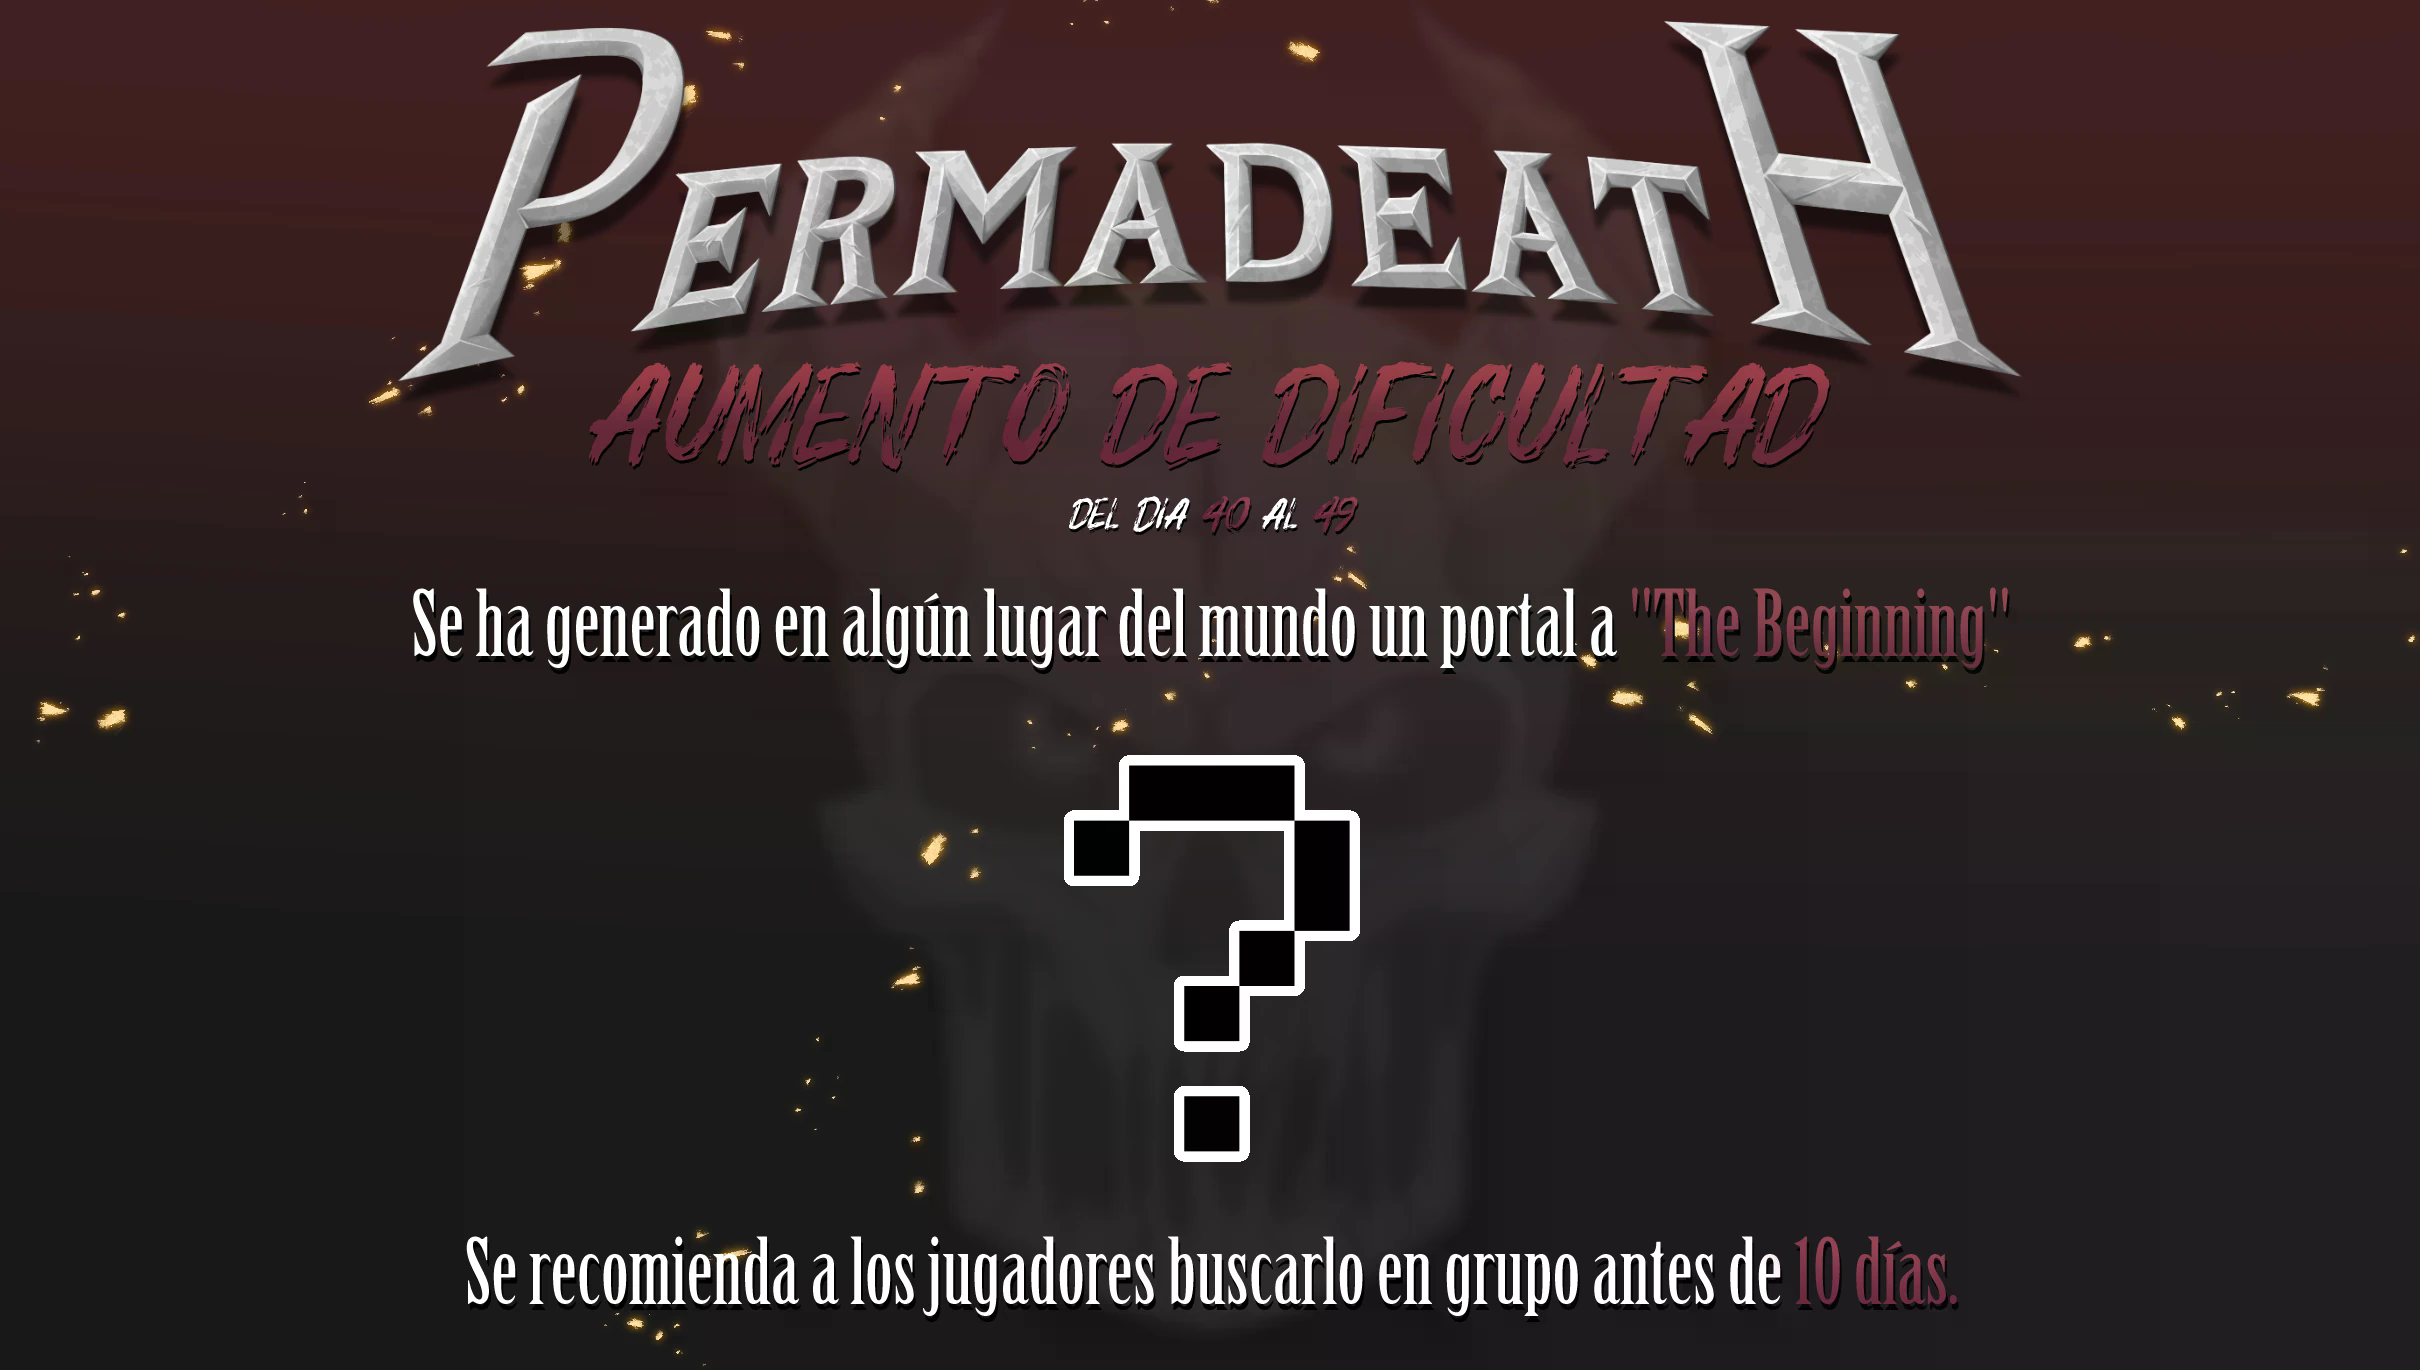 PERMADEATH
AUMENTO DE DIFICULTAD
DEL DIA 40 AL 49
Se ha generado en algún lugar del mundo un portal a "The Beginning"
?
Se recomienda a los jugadores buscarlo en grupo antes de 10 días.